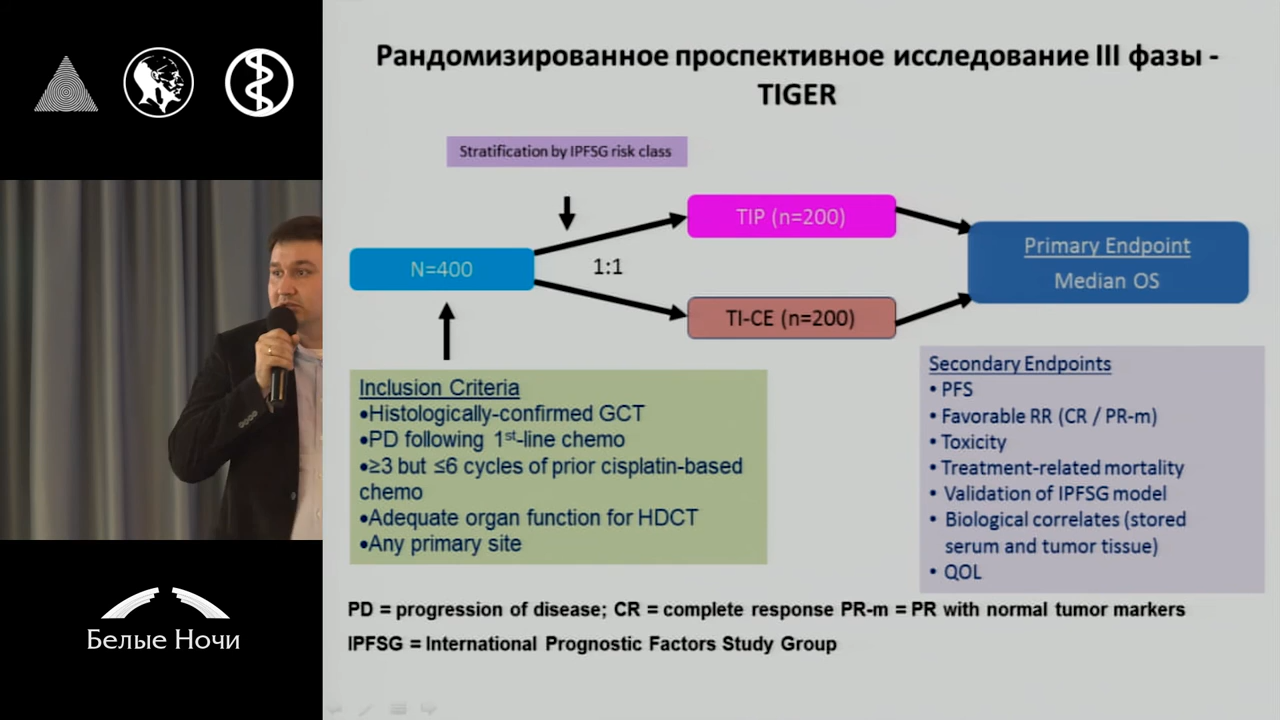 Рандомизированное проспективное исследование III фазы -
TIGER
Stratification by IPFSG risk class
TIP (n=200)
N=400
1:1
TI-CE (n=200)
Primary Endpoint
Median OS
Inclusion Criteria
•Histologically-confirmed GCT
•PD following 1st-line chemo
•≥3 but ≤6 cycles of prior cisplatin-based
chemo
•Adequate organ function for HDCT
•Any primary site
Secondary Endpoints
• PFS
• Favorable RR (CR / PR-m)
• Toxicity
• Treatment-related mortality
• Validation of IPFSG model
• Biological correlates (stored
serum and tumor tissue)
• QOL
PD = progression of disease; CR = complete response PR-m = PR with normal tumor markers
IPFSG = International Prognostic Factors Study Group
Белые Ночи